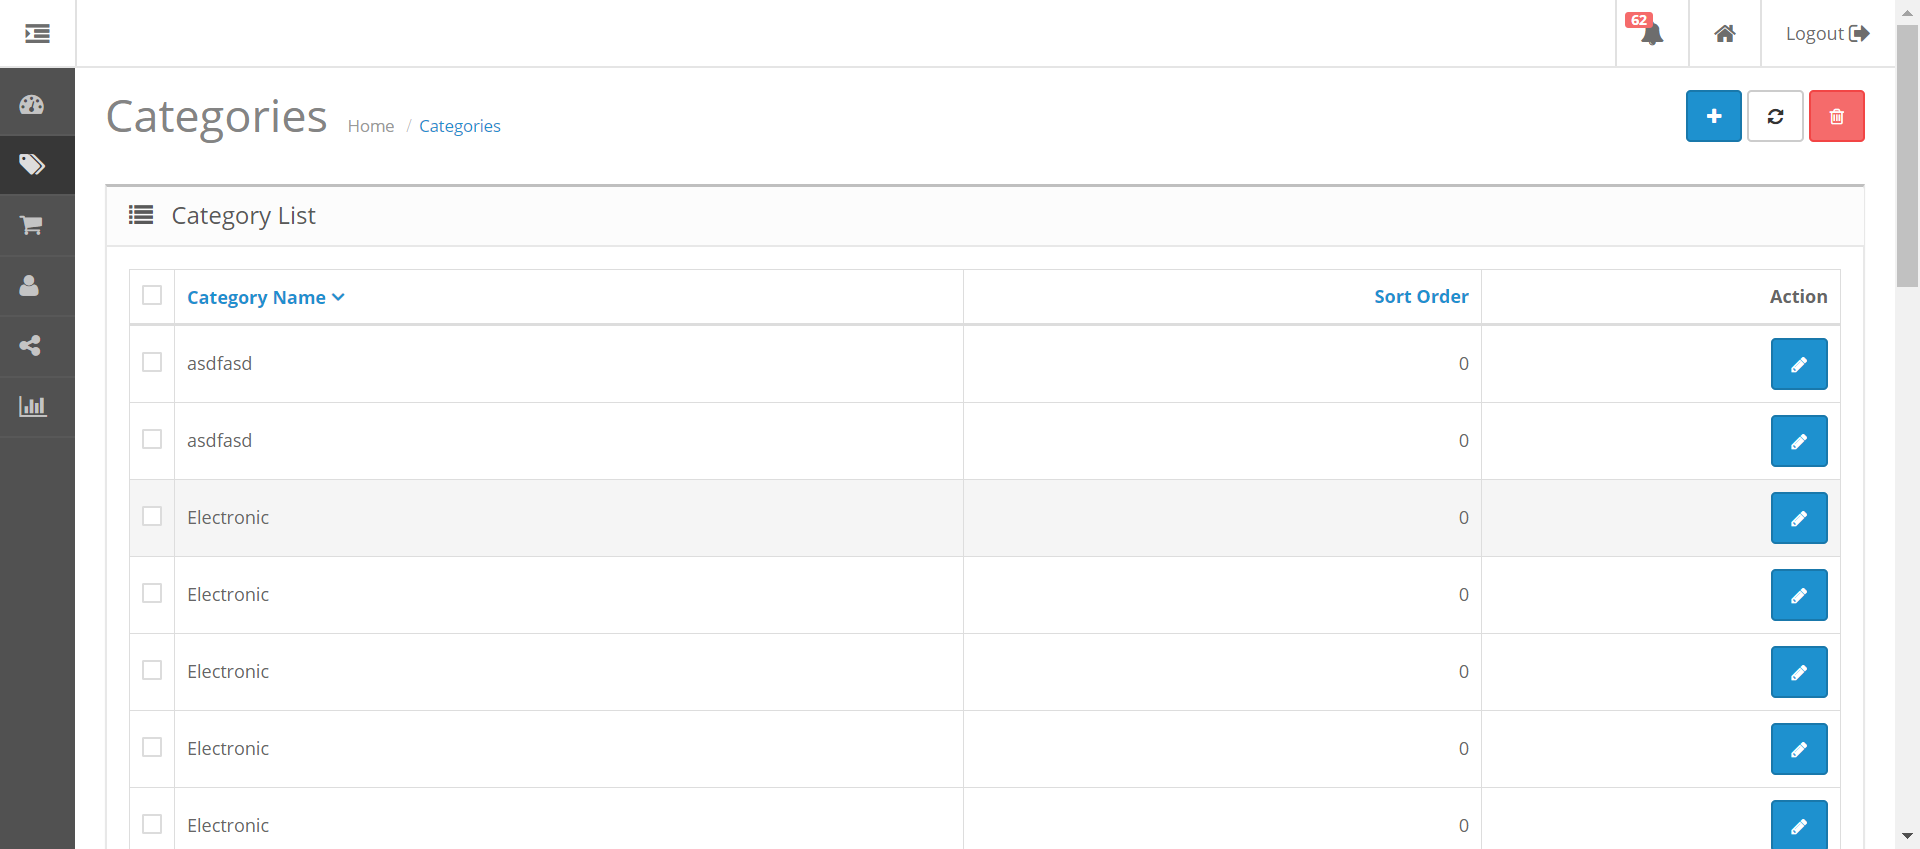 62
Logout
Categories
Home / Categories
Category List
Category Name Sort Order Action
asdfasd 0
asdfasd 0
Electronic 0
Electronic 0
Electronic 0
Electronic 0
Electronic 0